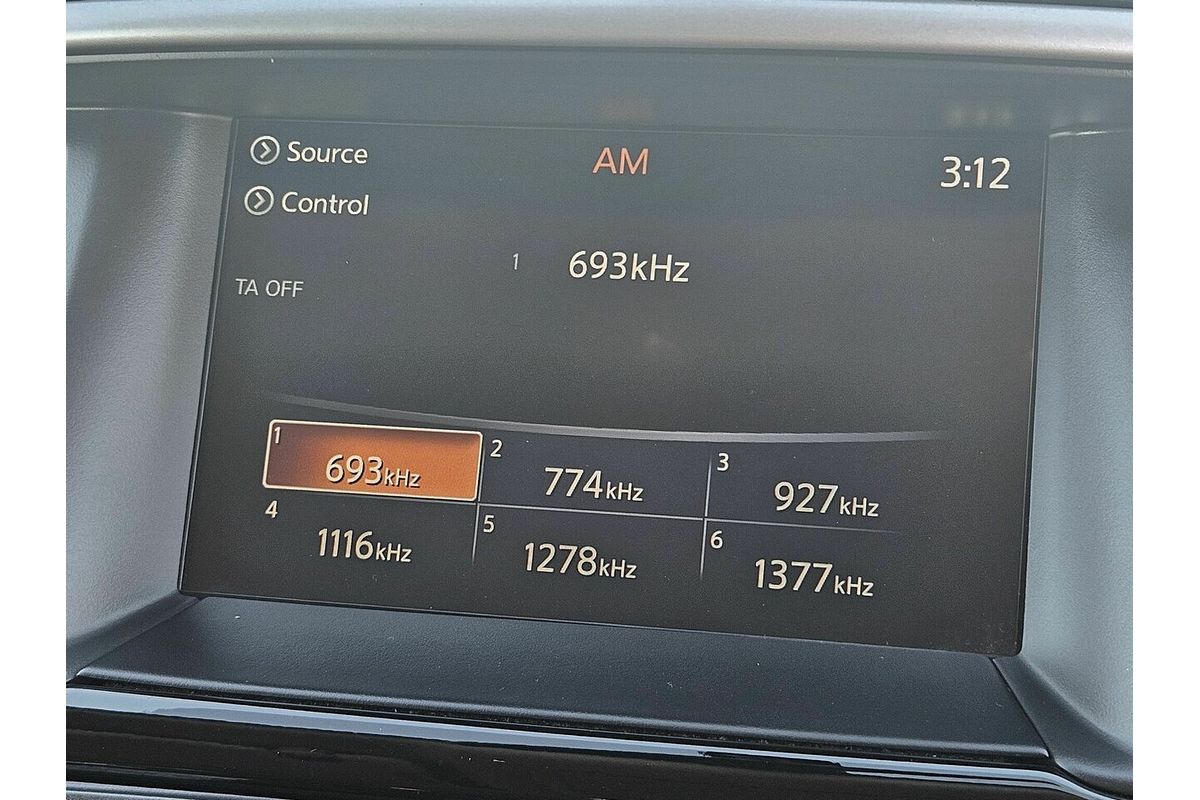 Source
AM
3:12
Control
1 693kHz
TA OFF
1 693kHz
2 774kHz
3 927kHz
4 1116kHz
5 1278kHz
6 1377kHz